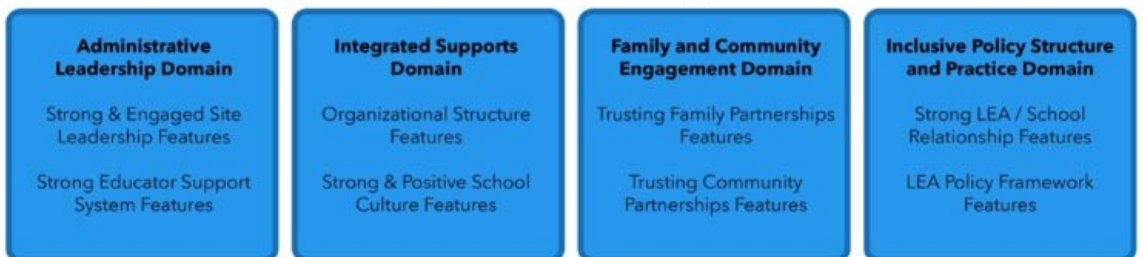 Administrative
Leadership Domain
Strong & Engaged Site
Leadership Features
Strong Educator Support
System Features
Integrated Supports
Domain
Organizational Structure
Features
Strong & Positive School
Culture Features
Family and Community
Engagement Domain
Trusting Family Partnerships
Features
Trusting Community
Partnerships Features
Inclusive Policy Structure
and Practice Domain
Strong LEA / School
Relationship Features
LEA Policy Framework
Features